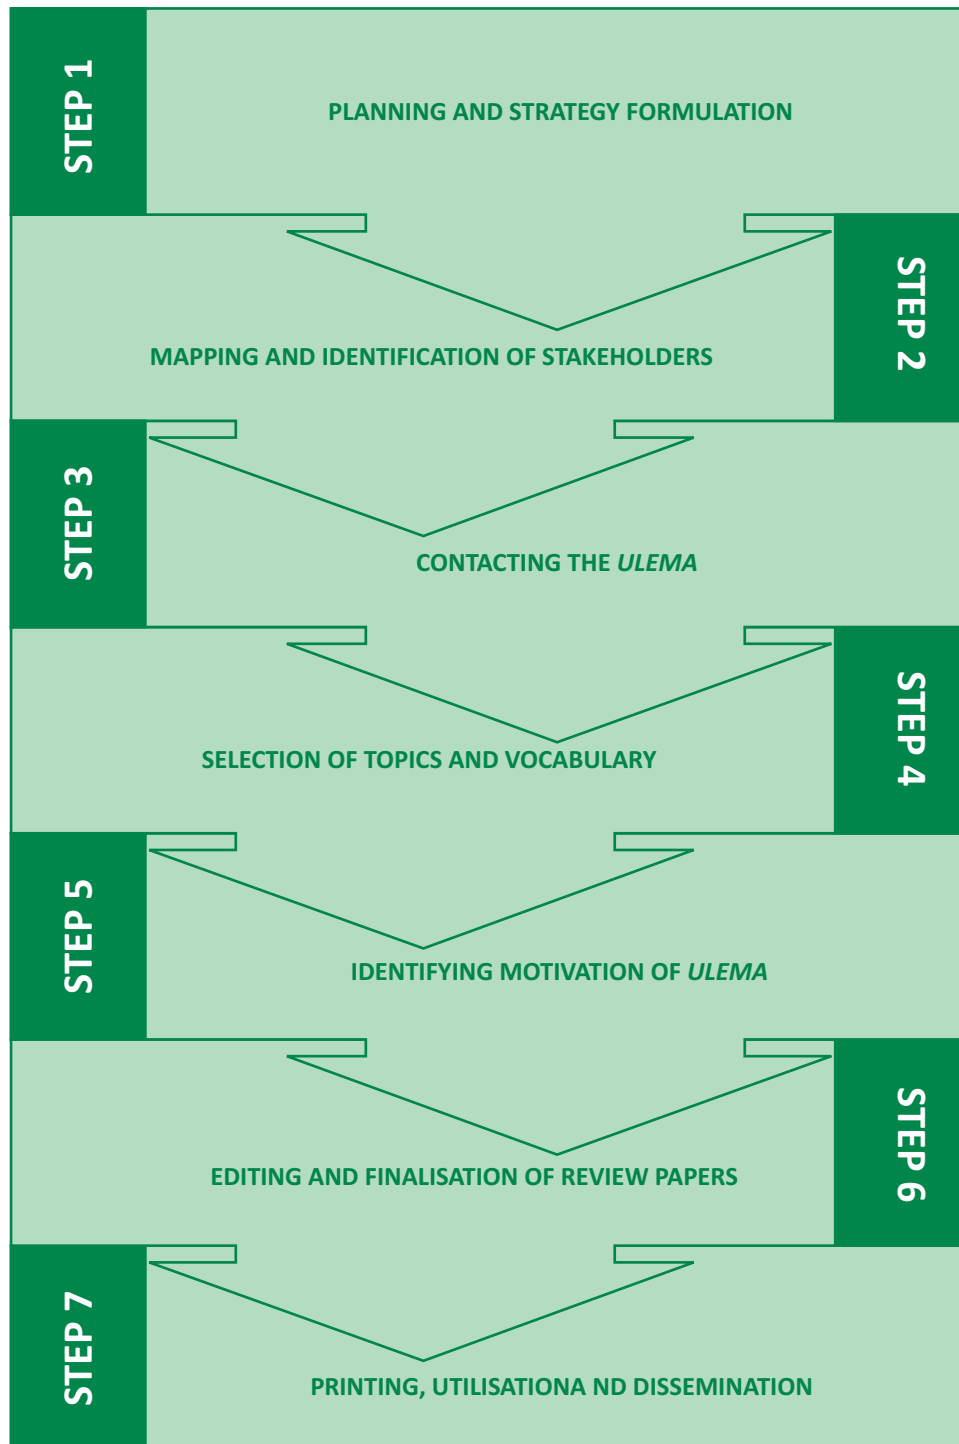 STEP 1
PLANNING AND STRATEGY FORMULATION
STEP 2
MAPPING AND IDENTIFICATION OF STAKEHOLDERS
STEP 3
CONTACTING THE ULEMA
STEP 4
SELECTION OF TOPICS AND VOCABULARY
STEP 5
IDENTIFYING MOTIVATION OF ULEMA
STEP 6
EDITING AND FINALISATION OF REVIEW PAPERS
STEP 7
PRINTING, UTILISATIONA ND DISSEMINATION